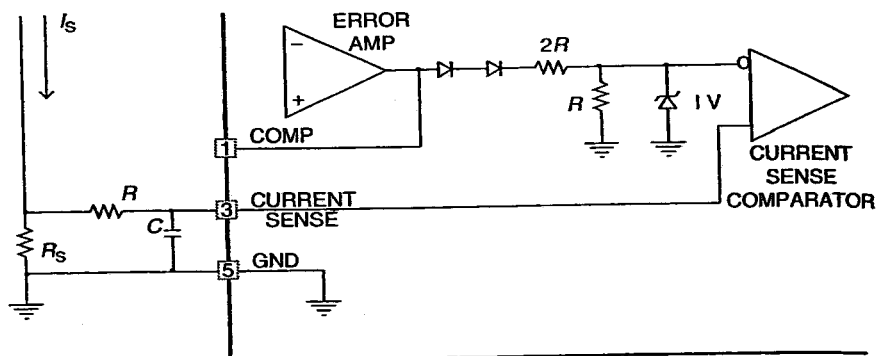 I_S
ERROR
AMP
−
+
2R
R
1 V
1
COMP
CURRENT
SENSE
COMPARATOR
R
3
CURRENT
SENSE
C
R_S
5
GND